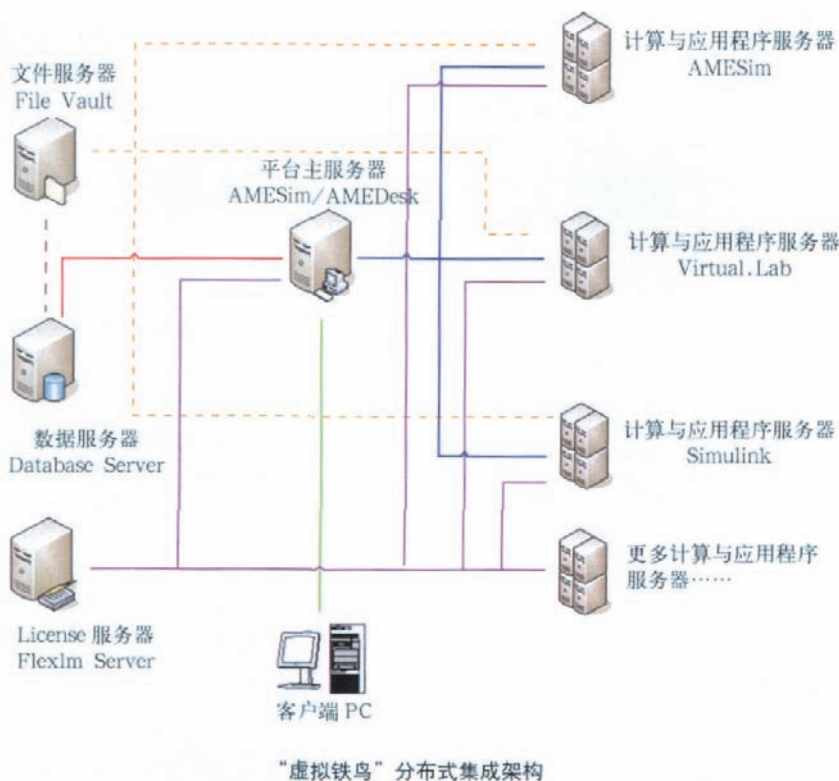 文件服务器
File Vault
计算与应用程序服务器
AMESim
平台主服务器
AMESim/AMEDesk
计算与应用程序服务器
Virtual.Lab
数据服务器
Database Server
计算与应用程序服务器
Simulink
License 服务器
Flexlm Server
更多计算与应用程序
服务器……
客户端 PC
“虚拟铁鸟”分布式集成架构